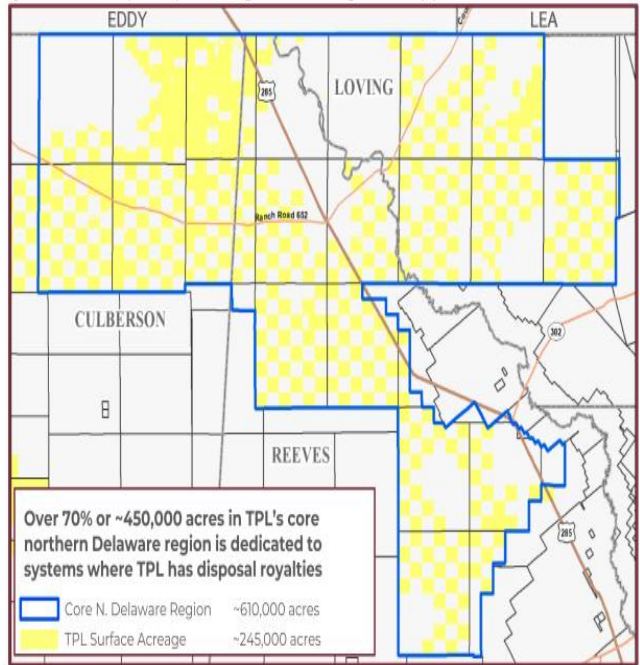 EDDY
LEA
285
LOVING
Ranch Road 652
CULBERSON
302
REEVES
285
Over 70% or ~450,000 acres in TPL's core
northern Delaware region is dedicated to
systems where TPL has disposal royalties
Core N. Delaware Region ~610,000 acres
TPL Surface Acreage ~245,000 acres